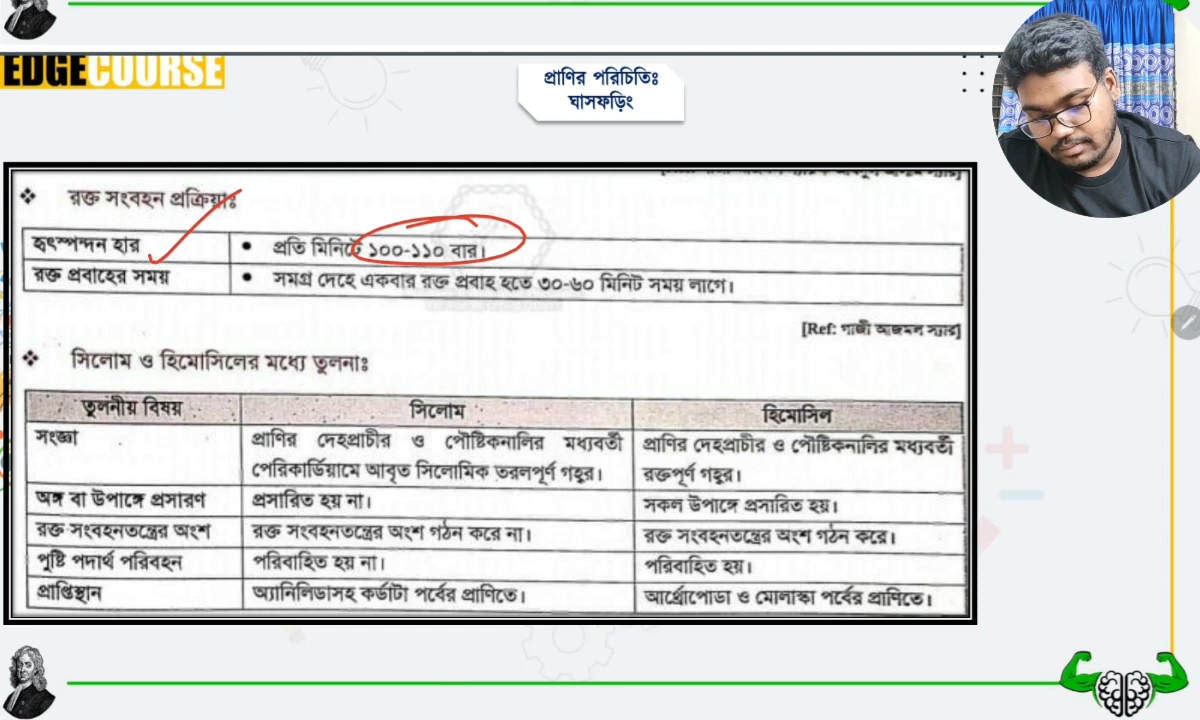 EDGECOURSE
প্রাণির পরিচিতিঃ
ঘাসফড়িং
❖ রক্ত সংবহন প্রক্রিয়াঃ
হৃৎস্পন্দন হার • প্রতি মিনিটে ১০০-১১০ বার।
রক্ত প্রবাহের সময় • সমগ্র দেহে একবার রক্ত প্রবাহ হতে ৩০-৬০ মিনিট সময় লাগে।
[Ref: গাজী আজমল স্যার]
❖ সিলোম ও হিমোসিলের মধ্যে তুলনাঃ
তুলনীয় বিষয় সিলোম হিমোসিল
সংজ্ঞা প্রাণির দেহপ্রাচীর ও পৌষ্টিকনালির মধ্যবর্তী প্রাণির দেহপ্রাচীর ও পৌষ্টিকনালির মধ্যবর্তী
পেরিকার্ডিয়ামে আবৃত সিলোমিক তরলপূর্ণ গহ্বর। রক্তপূর্ণ গহ্বর।
অঙ্গ বা উপাঙ্গে প্রসারণ প্রসারিত হয় না। সকল উপাঙ্গে প্রসারিত হয়।
রক্ত সংবহনতন্ত্রের অংশ রক্ত সংবহনতন্ত্রের অংশ গঠন করে না। রক্ত সংবহনতন্ত্রের অংশ গঠন করে।
পুষ্টি পদার্থ পরিবহন পরিবাহিত হয় না। পরিবাহিত হয়।
প্রাপ্তিস্থান অ্যানিলিডাসহ কর্ডাটা পর্বের প্রাণিতে। আর্থ্রোপোডা ও মোলাস্কা পর্বের প্রাণিতে।